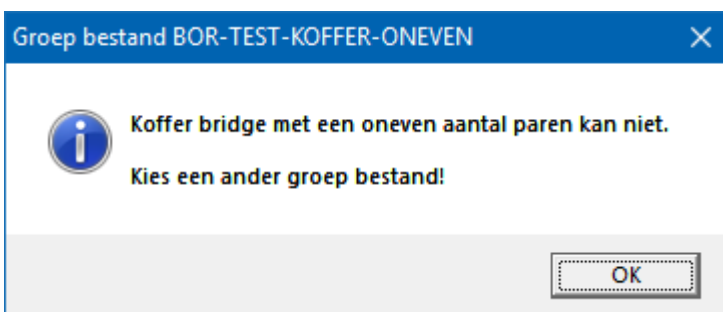 Groep bestand BOR-TEST-KOFFER-ONEVEN
Koffer bridge met een oneven aantal paren kan niet.
Kies een ander groep bestand!
OK